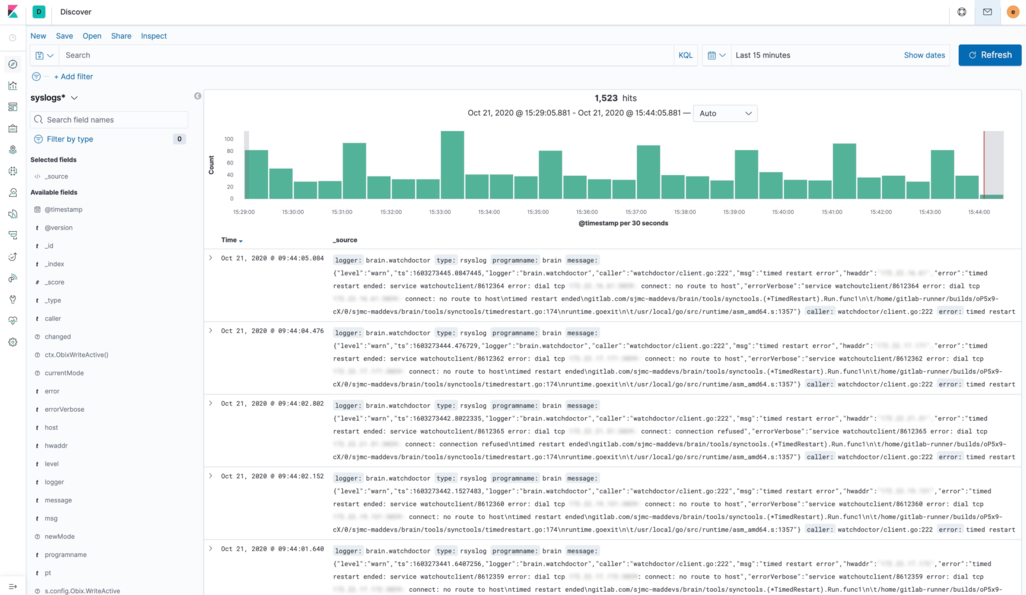 D Discover e
New Save Open Share Inspect
Search KQL Last 15 minutes Show dates Refresh
+ Add filter
syslogs*
Search field names
Filter by type 0
Selected fields
_source
Available fields
@timestamp
@version
_id
_index
_score
_type
caller
changed
ctx.ObixWriteActive()
currentMode
error
errorVerbose
host
hwaddr
level
logger
message
msg
newMode
programname
pt
s.config.Obix.WriteActive
1,523 hits
Oct 21, 2020 @ 15:29:05.881 - Oct 21, 2020 @ 15:44:05.881 — Auto
Count
100
80
60
40
20
0
15:29:00 15:30:00 15:31:00 15:32:00 15:33:00 15:34:00 15:35:00 15:36:00 15:37:00 15:38:00 15:39:00 15:40:00 15:41:00 15:42:00 15:43:00 15:44:00
@timestamp per 30 seconds
Time _source
Oct 21, 2020 @ 09:44:05.084 logger: brain.watchdoctor type: rsyslog programname: brain message:
{"level":"warn","ts":1603273445.0847445,"logger":"brain.watchdoctor","caller":"watchdoctor/client.go:222","msg":"timed restart error","hwaddr":" ","error":"timed
restart ended: service watchoutclient/8612364 error: dial tcp connect: no route to host","errorVerbose":"service watchoutclient/8612364 error: dial tcp
connect: no route to host\ntimed restart ended\ngitlab.com/sjmc-maddevs/brain/tools/synctools.(*TimedRestart).Run.func1\n\t/home/gitlab-runner/builds/oP5x9-
cX/0/sjmc-maddevs/brain/tools/synctools/timedrestart.go:174\nruntime.goexit\n\t/usr/local/go/src/runtime/asm_amd64.s:1357"} caller: watchdoctor/client.go:222 error: timed restart
Oct 21, 2020 @ 09:44:04.476 logger: brain.watchdoctor type: rsyslog programname: brain message:
{"level":"warn","ts":1603273444.476729,"logger":"brain.watchdoctor","caller":"watchdoctor/client.go:222","msg":"timed restart error","hwaddr":" ","error":"timed
restart ended: service watchoutclient/8612362 error: dial tcp connect: no route to host","errorVerbose":"service watchoutclient/8612362 error: dial tcp
connect: no route to host\ntimed restart ended\ngitlab.com/sjmc-maddevs/brain/tools/synctools.(*TimedRestart).Run.func1\n\t/home/gitlab-runner/builds/oP5x9-
cX/0/sjmc-maddevs/brain/tools/synctools/timedrestart.go:174\nruntime.goexit\n\t/usr/local/go/src/runtime/asm_amd64.s:1357"} caller: watchdoctor/client.go:222 error: timed restart
Oct 21, 2020 @ 09:44:02.802 logger: brain.watchdoctor type: rsyslog programname: brain message:
{"level":"warn","ts":1603273442.8022335,"logger":"brain.watchdoctor","caller":"watchdoctor/client.go:222","msg":"timed restart error","hwaddr":" ","error":"timed
restart ended: service watchoutclient/8612365 error: dial tcp connect: connection refused","errorVerbose":"service watchoutclient/8612365 error: dial tcp
connect: connection refused\ntimed restart ended\ngitlab.com/sjmc-maddevs/brain/tools/synctools.(*TimedRestart).Run.func1\n\t/home/gitlab-runner/builds/oP5x9-
cX/0/sjmc-maddevs/brain/tools/synctools/timedrestart.go:174\nruntime.goexit\n\t/usr/local/go/src/runtime/asm_amd64.s:1357"} caller: watchdoctor/client.go:222 error: timed restart
Oct 21, 2020 @ 09:44:02.152 logger: brain.watchdoctor type: rsyslog programname: brain message:
{"level":"warn","ts":1603273442.1527483,"logger":"brain.watchdoctor","caller":"watchdoctor/client.go:222","msg":"timed restart error","hwaddr":" ","error":"timed
restart ended: service watchoutclient/8612360 error: dial tcp connect: no route to host","errorVerbose":"service watchoutclient/8612360 error: dial tcp
connect: no route to host\ntimed restart ended\ngitlab.com/sjmc-maddevs/brain/tools/synctools.(*TimedRestart).Run.func1\n\t/home/gitlab-runner/builds/oP5x9-
cX/0/sjmc-maddevs/brain/tools/synctools/timedrestart.go:174\nruntime.goexit\n\t/usr/local/go/src/runtime/asm_amd64.s:1357"} caller: watchdoctor/client.go:222 error: timed restart
Oct 21, 2020 @ 09:44:01.640 logger: brain.watchdoctor type: rsyslog programname: brain message:
{"level":"warn","ts":1603273441.6407256,"logger":"brain.watchdoctor","caller":"watchdoctor/client.go:222","msg":"timed restart error","hwaddr":" ","error":"timed
restart ended: service watchoutclient/8612359 error: dial tcp connect: no route to host","errorVerbose":"service watchoutclient/8612359 error: dial tcp
connect: no route to host\ntimed restart ended\ngitlab.com/sjmc-maddevs/brain/tools/synctools.(*TimedRestart).Run.func1\n\t/home/gitlab-runner/builds/oP5x9-